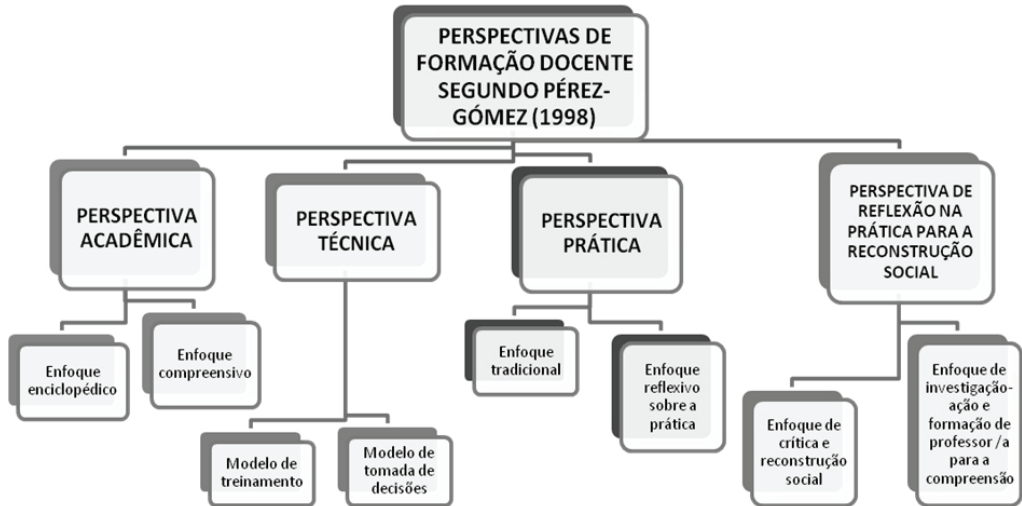 PERSPECTIVAS DE
FORMAÇÃO DOCENTE
SEGUNDO PÉREZ-
GÓMEZ (1998)
PERSPECTIVA
ACADÊMICA
PERSPECTIVA
TÉCNICA
PERSPECTIVA
PRÁTICA
PERSPECTIVA DE
REFLEXÃO NA
PRÁTICA PARA A
RECONSTRUÇÃO
SOCIAL
Enfoque
enciclopédico
Enfoque
compreensivo
Modelo de
treinamento
Modelo de
tomada de
decisões
Enfoque
tradicional
Enfoque
reflexivo
sobre a
prática
Enfoque de
crítica e
reconstrução
social
Enfoque de
investigação-
ação e
formação de
professor /a
para a
compreensão